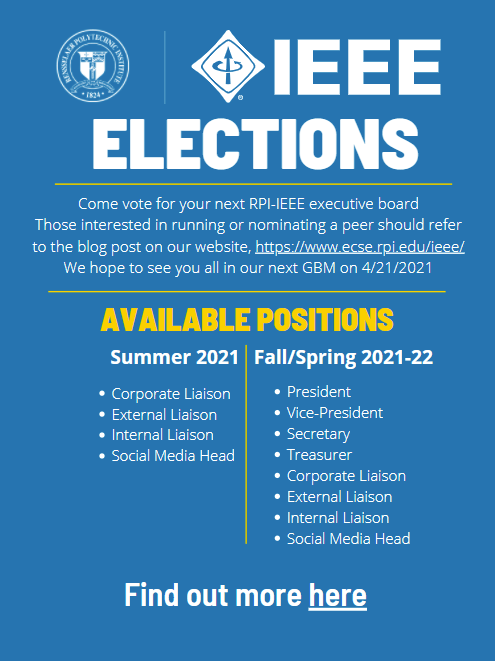 RENSSELAER POLYTECHNIC INSTITUTE
1824
IEEE
ELECTIONS
Come vote for your next RPI-IEEE executive board
Those interested in running or nominating a peer should refer
to the blog post on our website, https://www.ecse.rpi.edu/ieee/
We hope to see you all in our next GBM on 4/21/2021
AVAILABLE POSITIONS
Summer 2021
• Corporate Liaison
• External Liaison
• Internal Liaison
• Social Media Head
Fall/Spring 2021-22
• President
• Vice-President
• Secretary
• Treasurer
• Corporate Liaison
• External Liaison
• Internal Liaison
• Social Media Head
Find out more here